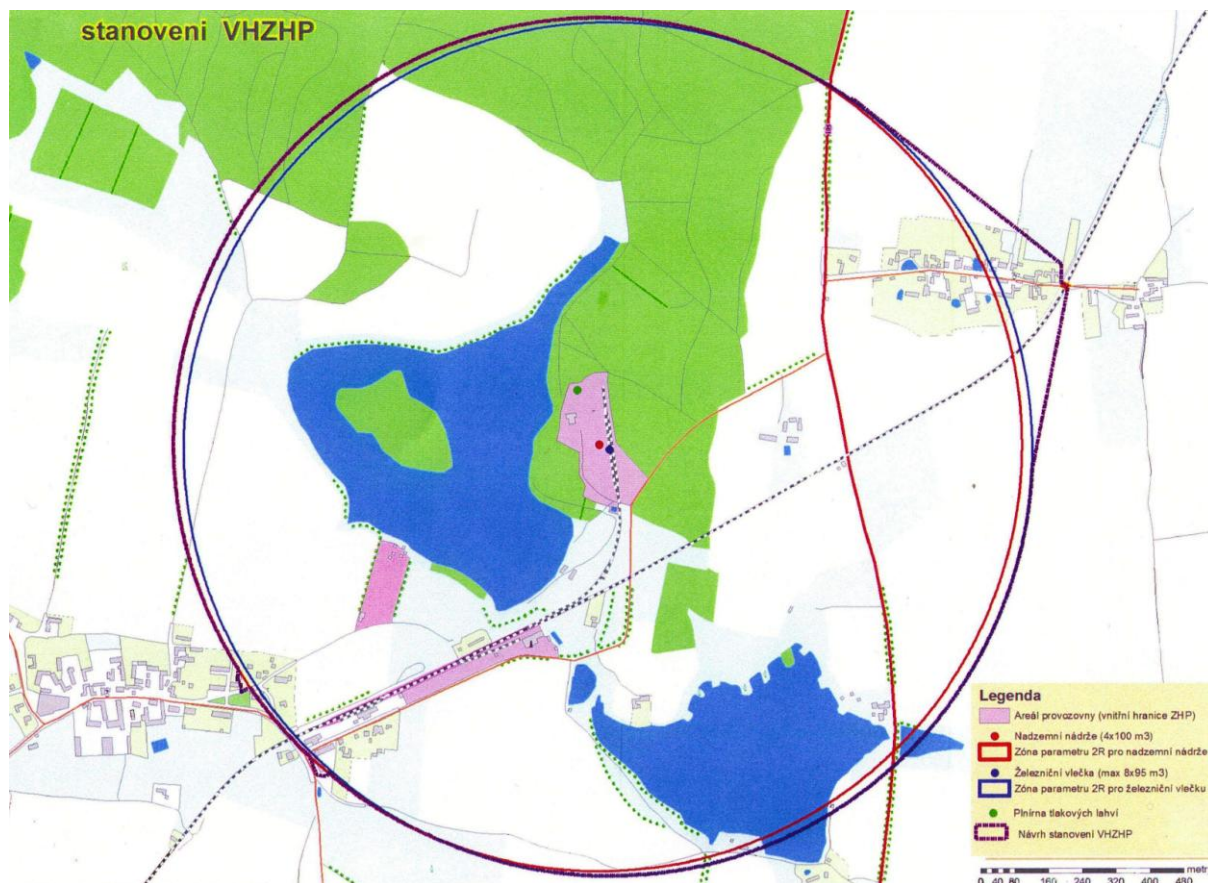 stanoveni VHZHP
Legenda
Areál provozovny (vnitřní hranice ZHP)
Nadzemní nádrže (4x100 m3)
Zóna parametru 2R pro nadzemní nádrže
Železniční vlečka (max 8x95 m3)
Zóna parametru 2R pro železniční vlečku
Plnírna tlakových lahví
Návrh stanovení VHZHP
metr
0 40 80 160 240 320 400 480